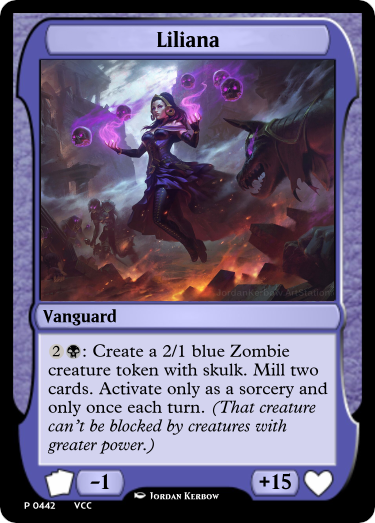 Liliana
Vanguard
2: Create a 2/1 blue Zombie
creature token with skulk. Mill two
cards. Activate only as a sorcery and
only once each turn. (That creature
can't be blocked by creatures with
greater power.)
-1
+15
Jordan Kerbow
P 0442 VCC